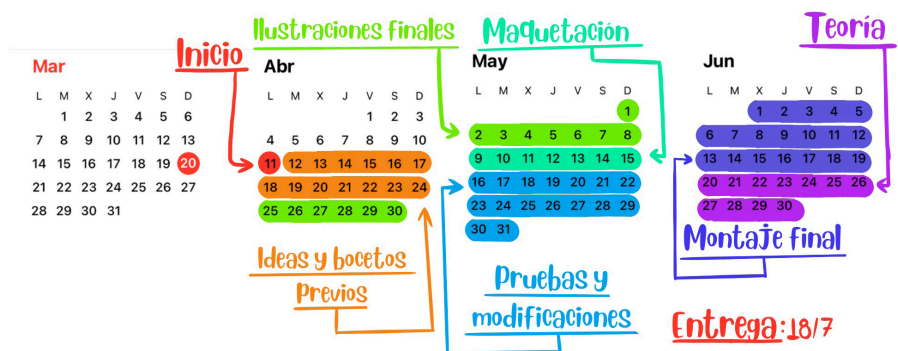 Inicio
Ilustraciones finales
Maquetación
Teoría
Mar
L M X J V S D
1 2 3 4 5 6
7 8 9 10 11 12 13
14 15 16 17 18 19 20
21 22 23 24 25 26 27
28 29 30 31
Abr
L M X J V S D
1 2 3
4 5 6 7 8 9 10
11 12 13 14 15 16 17
18 19 20 21 22 23 24
25 26 27 28 29 30
May
L M X J V S D
1
2 3 4 5 6 7 8
9 10 11 12 13 14 15
16 17 18 19 20 21 22
23 24 25 26 27 28 29
30 31
Jun
L M X J V S D
1 2 3 4 5
6 7 8 9 10 11 12
13 14 15 16 17 18 19
20 21 22 23 24 25 26
27 28 29 30
Ideas y bocetos
Previos
Pruebas y
modificaciones
Montaje final
Entrega:18/7